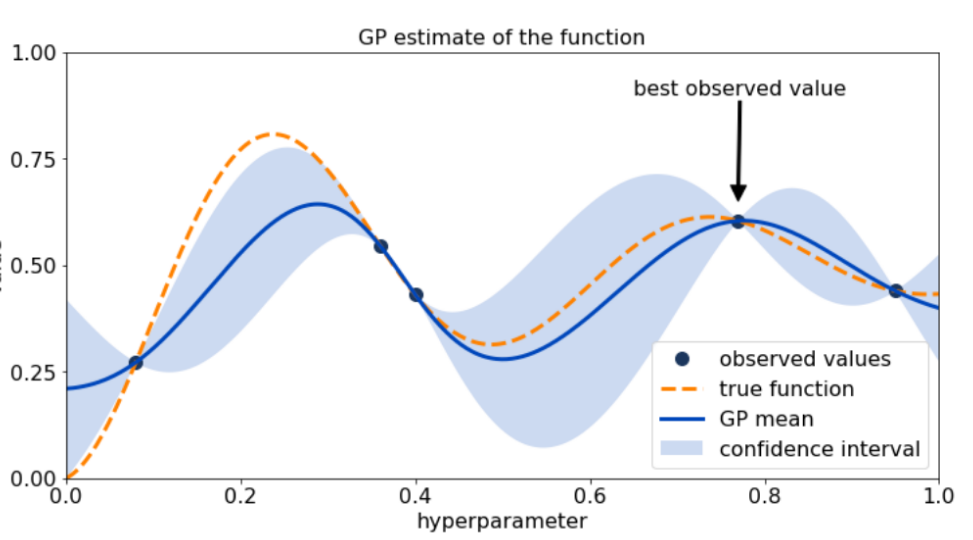 GP estimate of the function
1.00
best observed value
0.75
0.50
0.25
observed values
true function
GP mean
confidence interval
0.00
0.0 0.2 0.4 0.6 0.8 1.0
hyperparameter